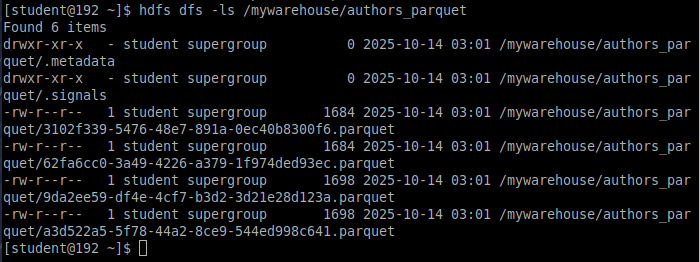 [student@192 ~]$ hdfs dfs -ls /mywarehouse/authors_parquet
Found 6 items
drwxr-xr-x   - student supergroup          0 2025-10-14 03:01 /mywarehouse/authors_par
quet/.metadata
drwxr-xr-x   - student supergroup          0 2025-10-14 03:01 /mywarehouse/authors_par
quet/.signals
-rw-r--r--   1 student supergroup       1684 2025-10-14 03:01 /mywarehouse/authors_par
quet/3102f339-5476-48e7-891a-0ec40b8300f6.parquet
-rw-r--r--   1 student supergroup       1684 2025-10-14 03:01 /mywarehouse/authors_par
quet/62fa6cc0-3a49-4226-a379-1f974ded93ec.parquet
-rw-r--r--   1 student supergroup       1698 2025-10-14 03:01 /mywarehouse/authors_par
quet/9da2ee59-df4e-4cf7-b3d2-3d21e28d123a.parquet
-rw-r--r--   1 student supergroup       1698 2025-10-14 03:01 /mywarehouse/authors_par
quet/a3d522a5-5f78-44a2-8ce9-544ed998c641.parquet
[student@192 ~]$